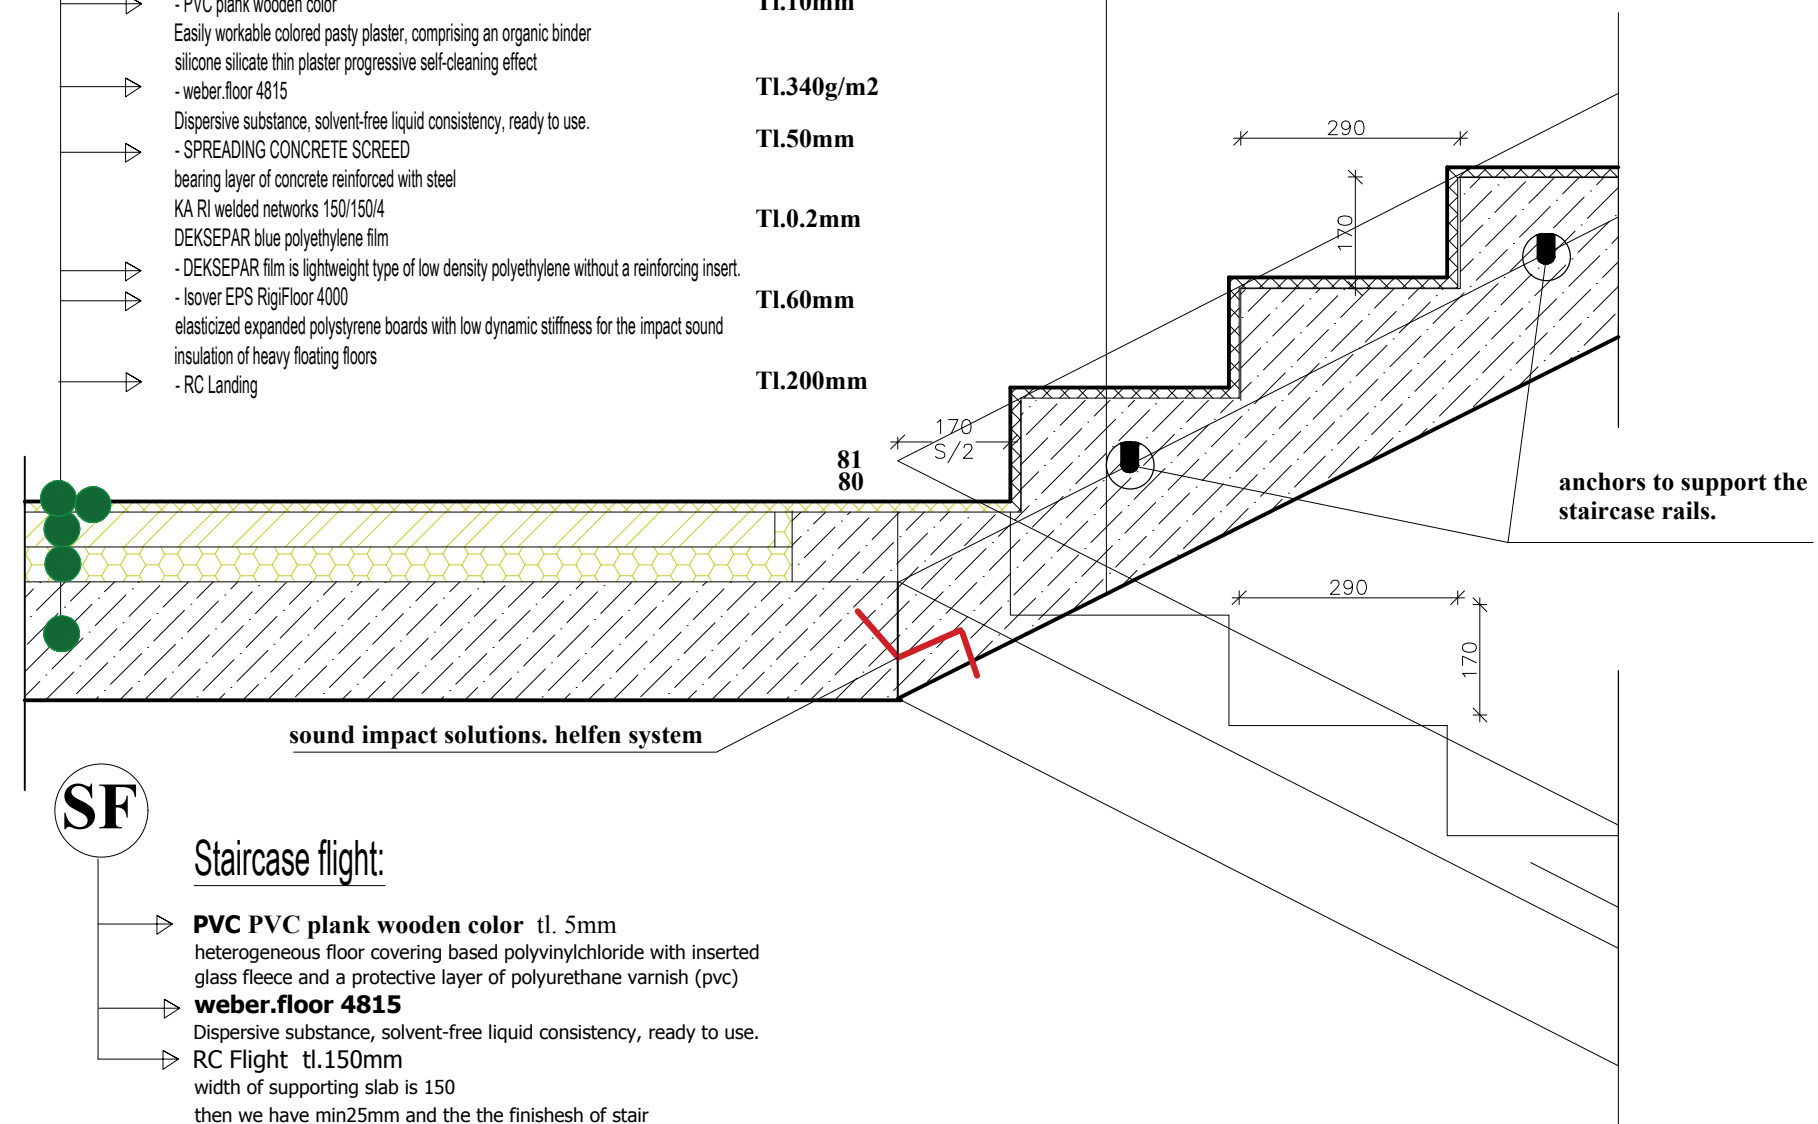 - PVC plank wooden color
Tl.10mm
Easily workable colored pasty plaster, comprising an organic binder
silicone silicate thin plaster progressive self-cleaning effect
- weber.floor 4815
Tl.340g/m2
Dispersive substance, solvent-free liquid consistency, ready to use.
Tl.50mm
- SPREADING CONCRETE SCREED
bearing layer of concrete reinforced with steel
KA RI welded networks 150/150/4
Tl.0.2mm
DEKSEPAR blue polyethylene film
- DEKSEPAR film is lightweight type of low density polyethylene without a reinforcing insert.
- Isover EPS RigiFloor 4000
Tl.60mm
elasticized expanded polystyrene boards with low dynamic stiffness for the impact sound
insulation of heavy floating floors
- RC Landing
Tl.200mm
290
170
170
S/2
81
80
anchors to support the
staircase rails.
290
170
sound impact solutions. helfen system
SF
Staircase flight:
PVC PVC plank wooden color tl. 5mm
heterogeneous floor covering based polyvinylchloride with inserted
glass fleece and a protective layer of polyurethane varnish (pvc)
weber.floor 4815
Dispersive substance, solvent-free liquid consistency, ready to use.
RC Flight tl.150mm
width of supporting slab is 150
then we have min25mm and the the finishesh of stair